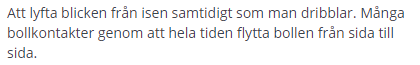 Att lyfta blicken från isen samtidigt som man dribblar. Många
bollkontakter genom att hela tiden flytta bollen från sida till
sida.